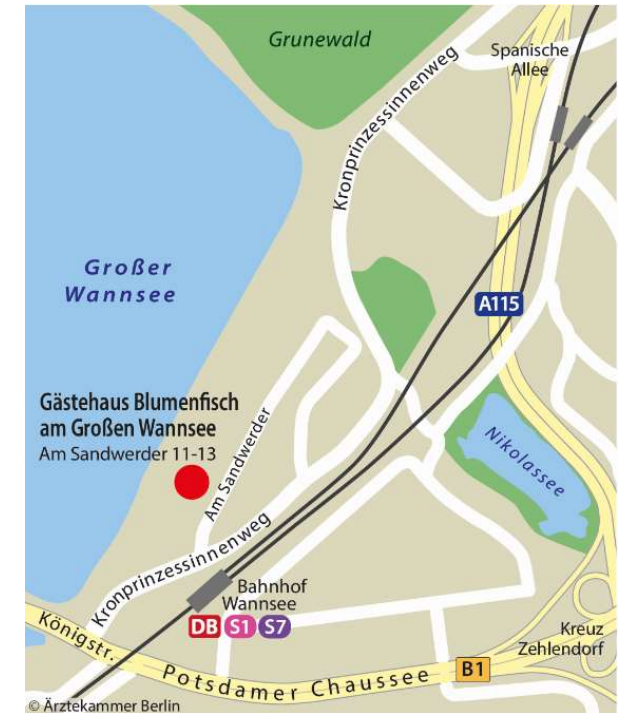 Grunewald
Spanische
Allee
Kronprinzessinnenweg
Großer
Wannsee
A115
Gästehaus Blumenfisch
am Großen Wannsee
Am Sandwerder 11-13
Am Sandwerder
Nikolassee
Kronprinzessinnenweg
Bahnhof
Wannsee
DB S1 S7
Kreuz
Zehlendorf
Königstr.
Potsdamer Chaussee
B1
© Ärztekammer Berlin